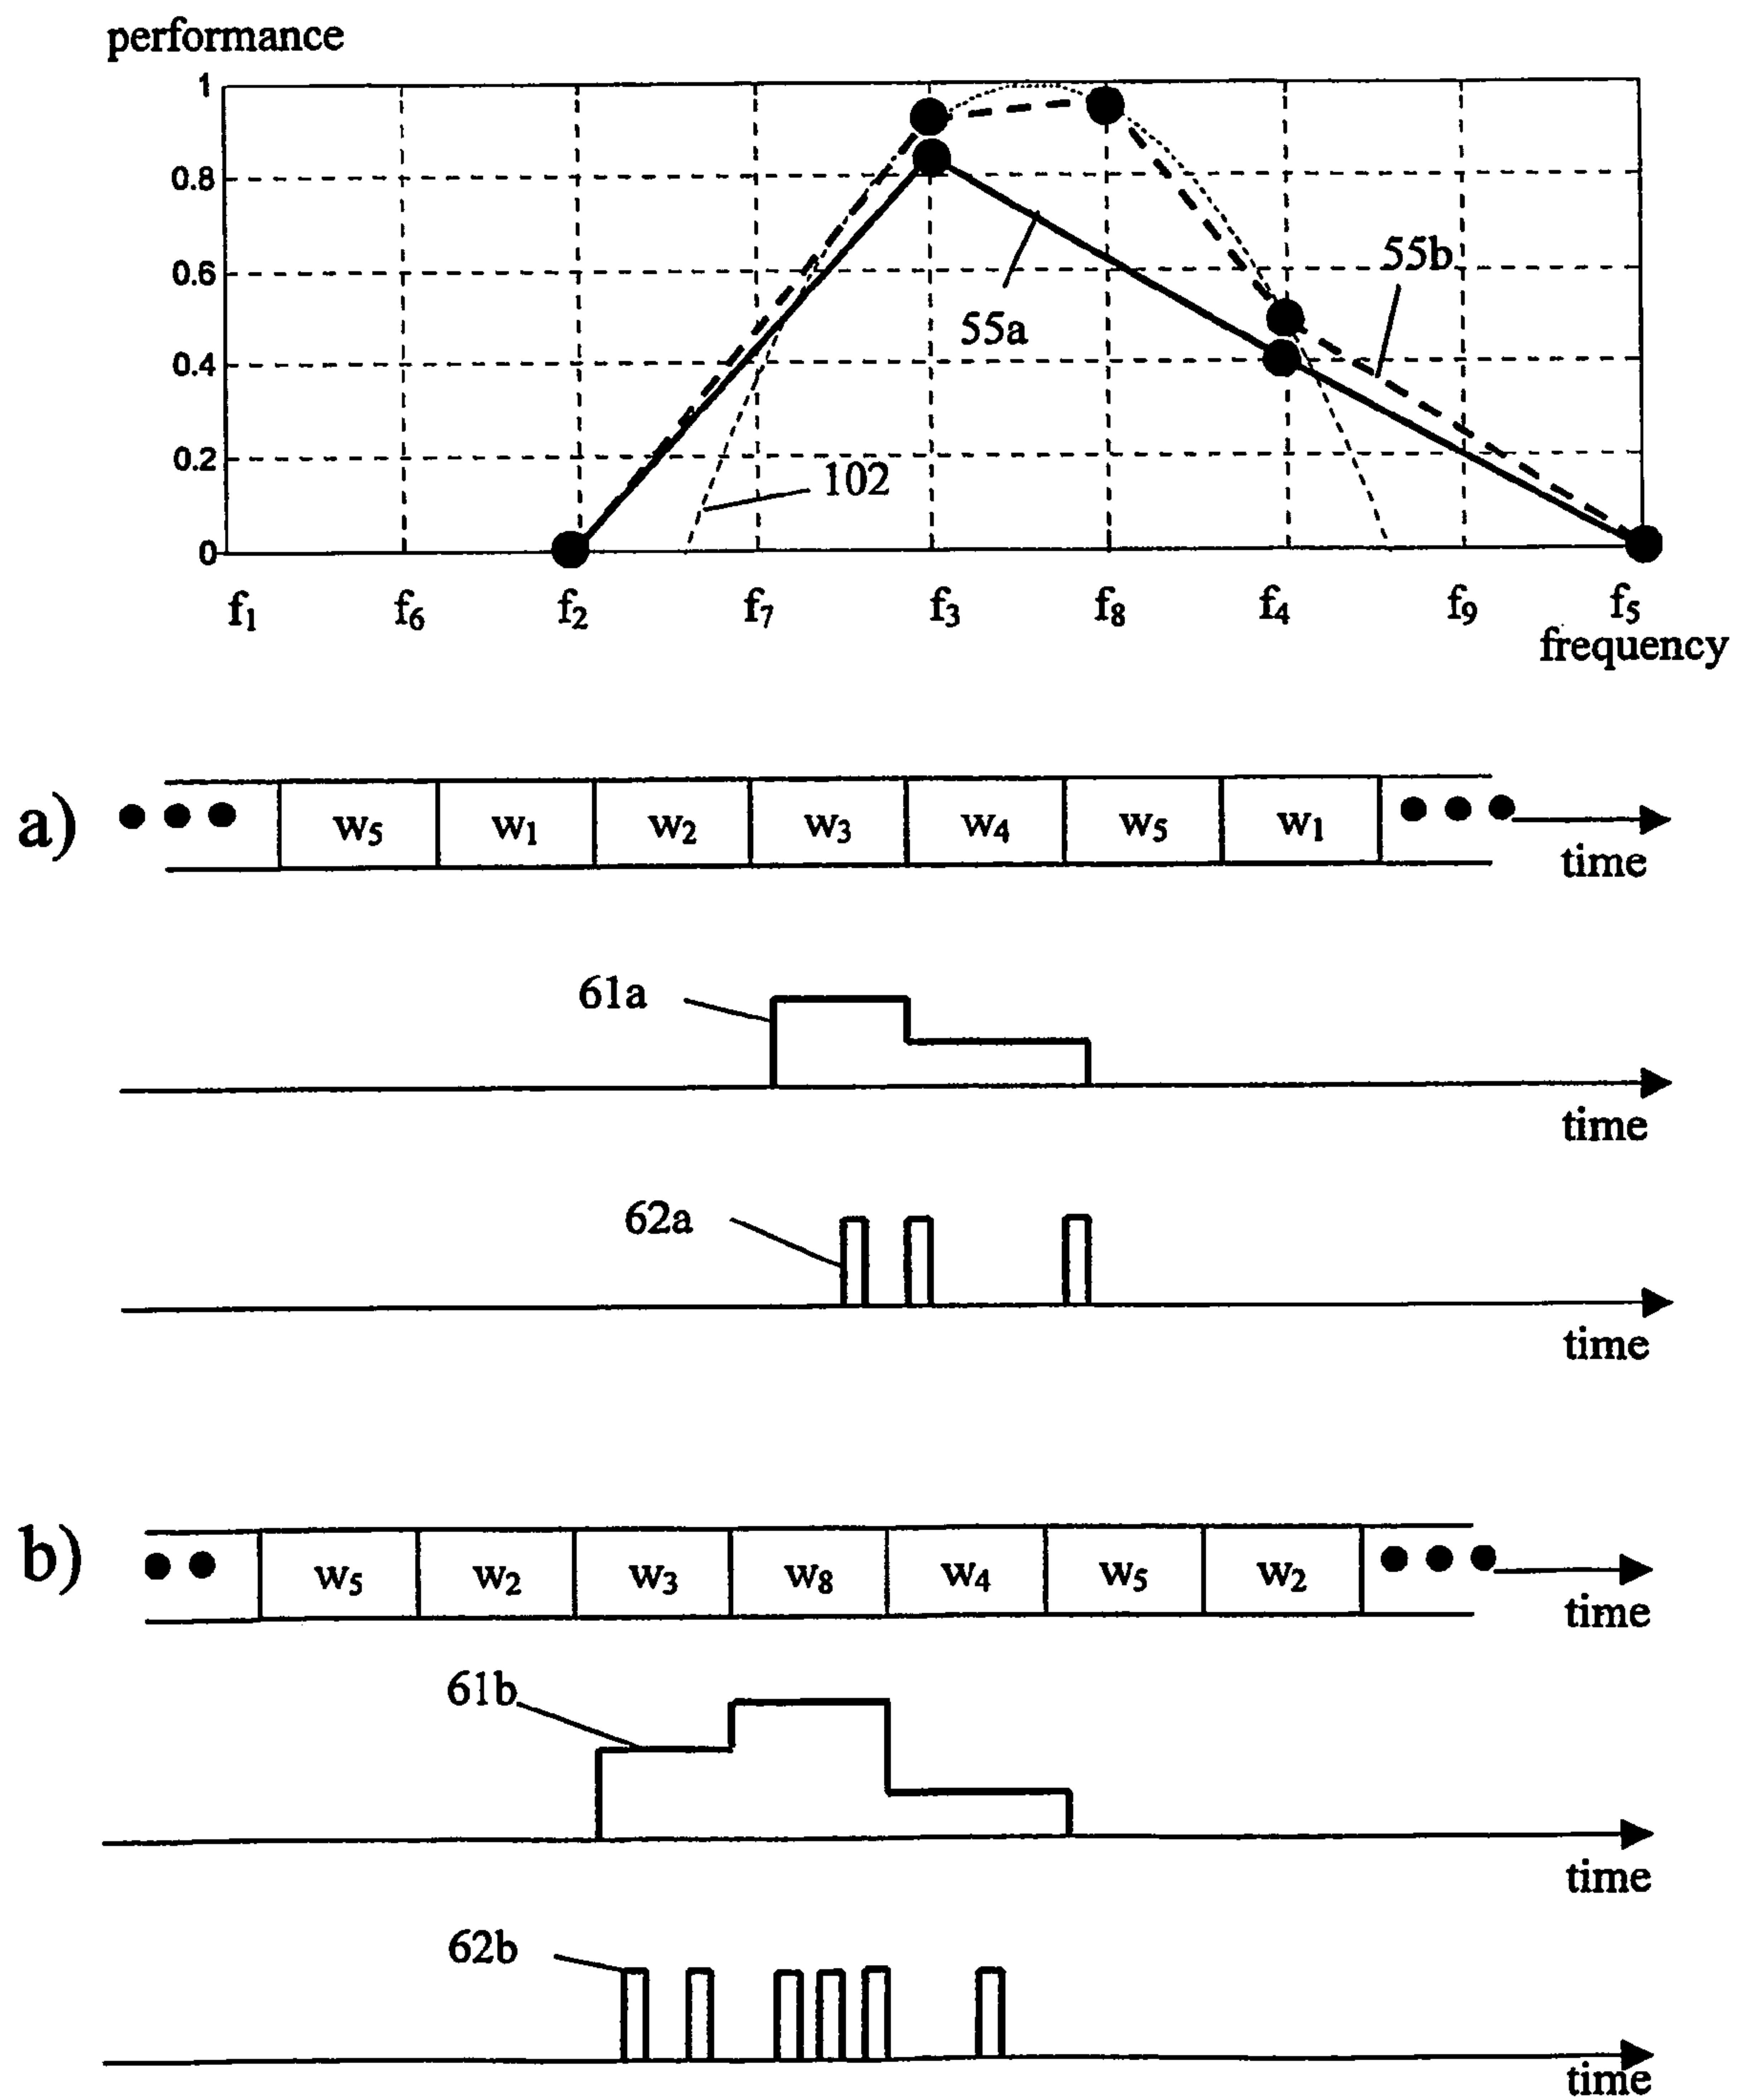 performance
1
0.8
0.6
0.4
0.2
0
55a
55b
102
f₁ f₆ f₂ f₇ f₃ f₈ f₄ f₉ f₅
frequency
a)
w₅ w₁ w₂ w₃ w₄ w₅ w₁
time
61a
time
62a
time
b)
w₅ w₂ w₃ w₈ w₄ w₅ w₂
time
61b
time
62b
time